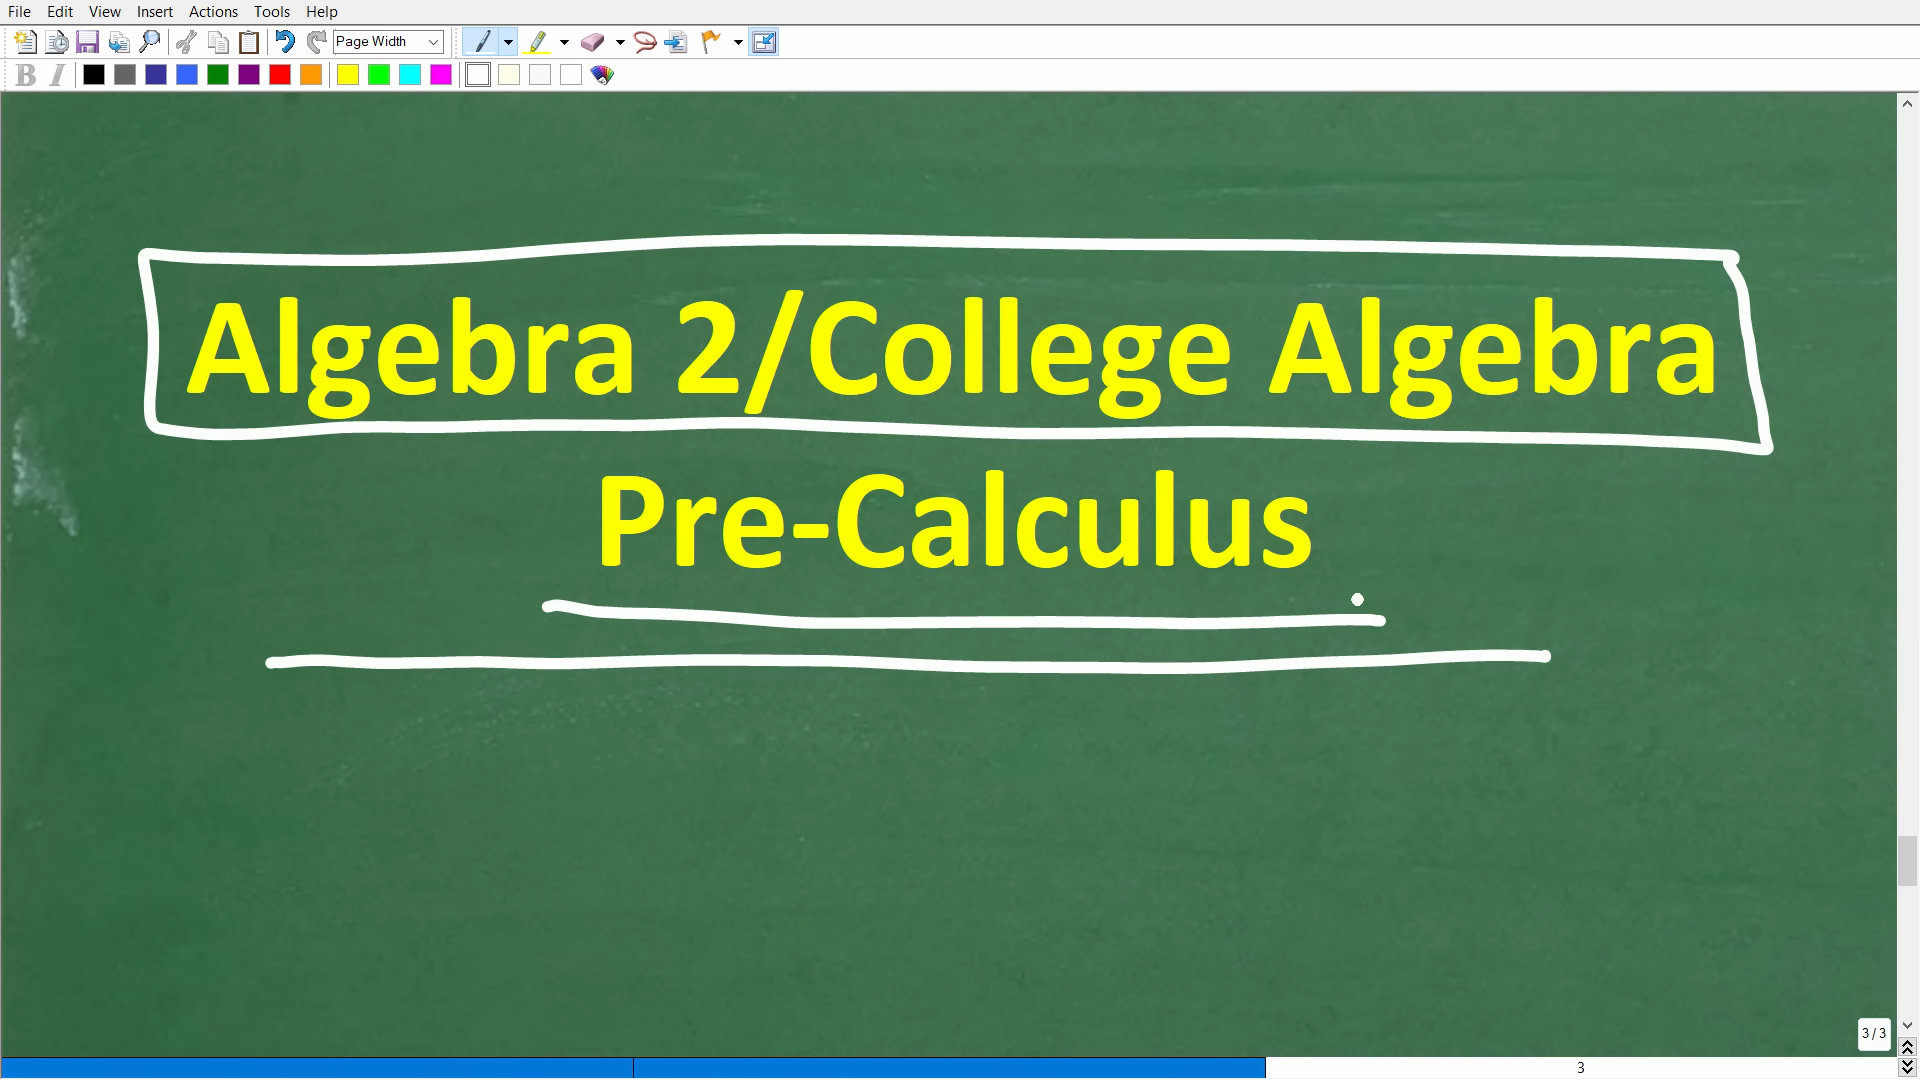 File Edit View Insert Actions Tools Help
Page Width
B I
Algebra 2/College Algebra
Pre-Calculus
3 / 3
3